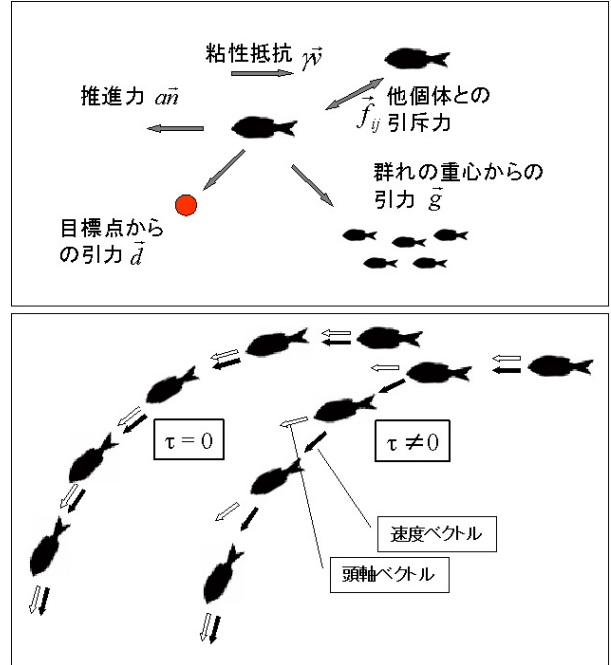 粘性抵抗 γv⃗
推進力 an⃗
他個体との
f⃗ij 引斥力
群れの重心からの
引力 g⃗
目標点から
の引力 d⃗
τ = 0
τ ≠ 0
速度ベクトル
頭軸ベクトル